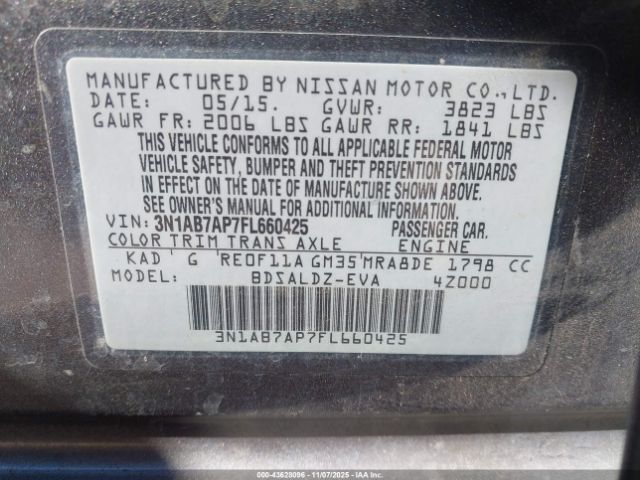 MANUFACTURED BY NISSAN MOTOR CO.,LTD.
DATE: 05/15. GVWR: 3823 LBS
GAWR FR: 2006 LBS GAWR RR: 1841 LBS
THIS VEHICLE CONFORMS TO ALL APPLICABLE FEDERAL MOTOR
VEHICLE SAFETY, BUMPER AND THEFT PREVENTION STANDARDS
IN EFFECT ON THE DATE OF MANUFACTURE SHOWN ABOVE.
SEE OWNER'S MANUAL FOR ADDITIONAL INFORMATION.
VIN: 3N1AB7AP7FL660425 PASSENGER CAR.
COLOR TRIM TRANS AXLE ENGINE
KAD G RE0F11A GM35 MRA8DE 1798 CC
MODEL: BDSALDZ-EVA 4Z000
3N1AB7AP7FL660425
000-43628096 - 11/07/2025 - IAA